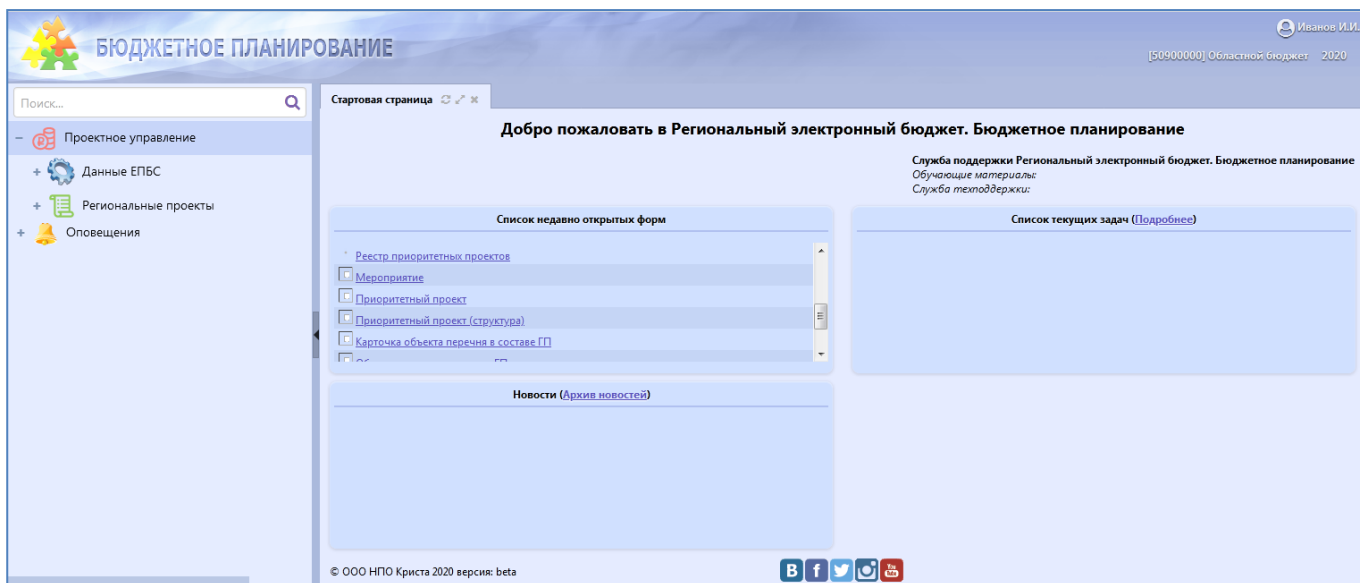 БЮДЖЕТНОЕ ПЛАНИРОВАНИЕ
Иванов И.И.
[50900000] Областной бюджет 2020
Поиск...
Проектное управление
Данные ЕПБС
Региональные проекты
Оповещения
Стартовая страница
Добро пожаловать в Региональный электронный бюджет. Бюджетное планирование
Служба поддержки Региональный электронный бюджет. Бюджетное планирование
Обучающие материалы:
Служба техподдержки:
Список недавно открытых форм
Реестр приоритетных проектов
Мероприятие
Приоритетный проект
Приоритетный проект (структура)
Карточка объекта перечня в составе ГП
Список текущих задач (Подробнее)
Новости (Архив новостей)
© ООО НПО Криста 2020 версия: beta